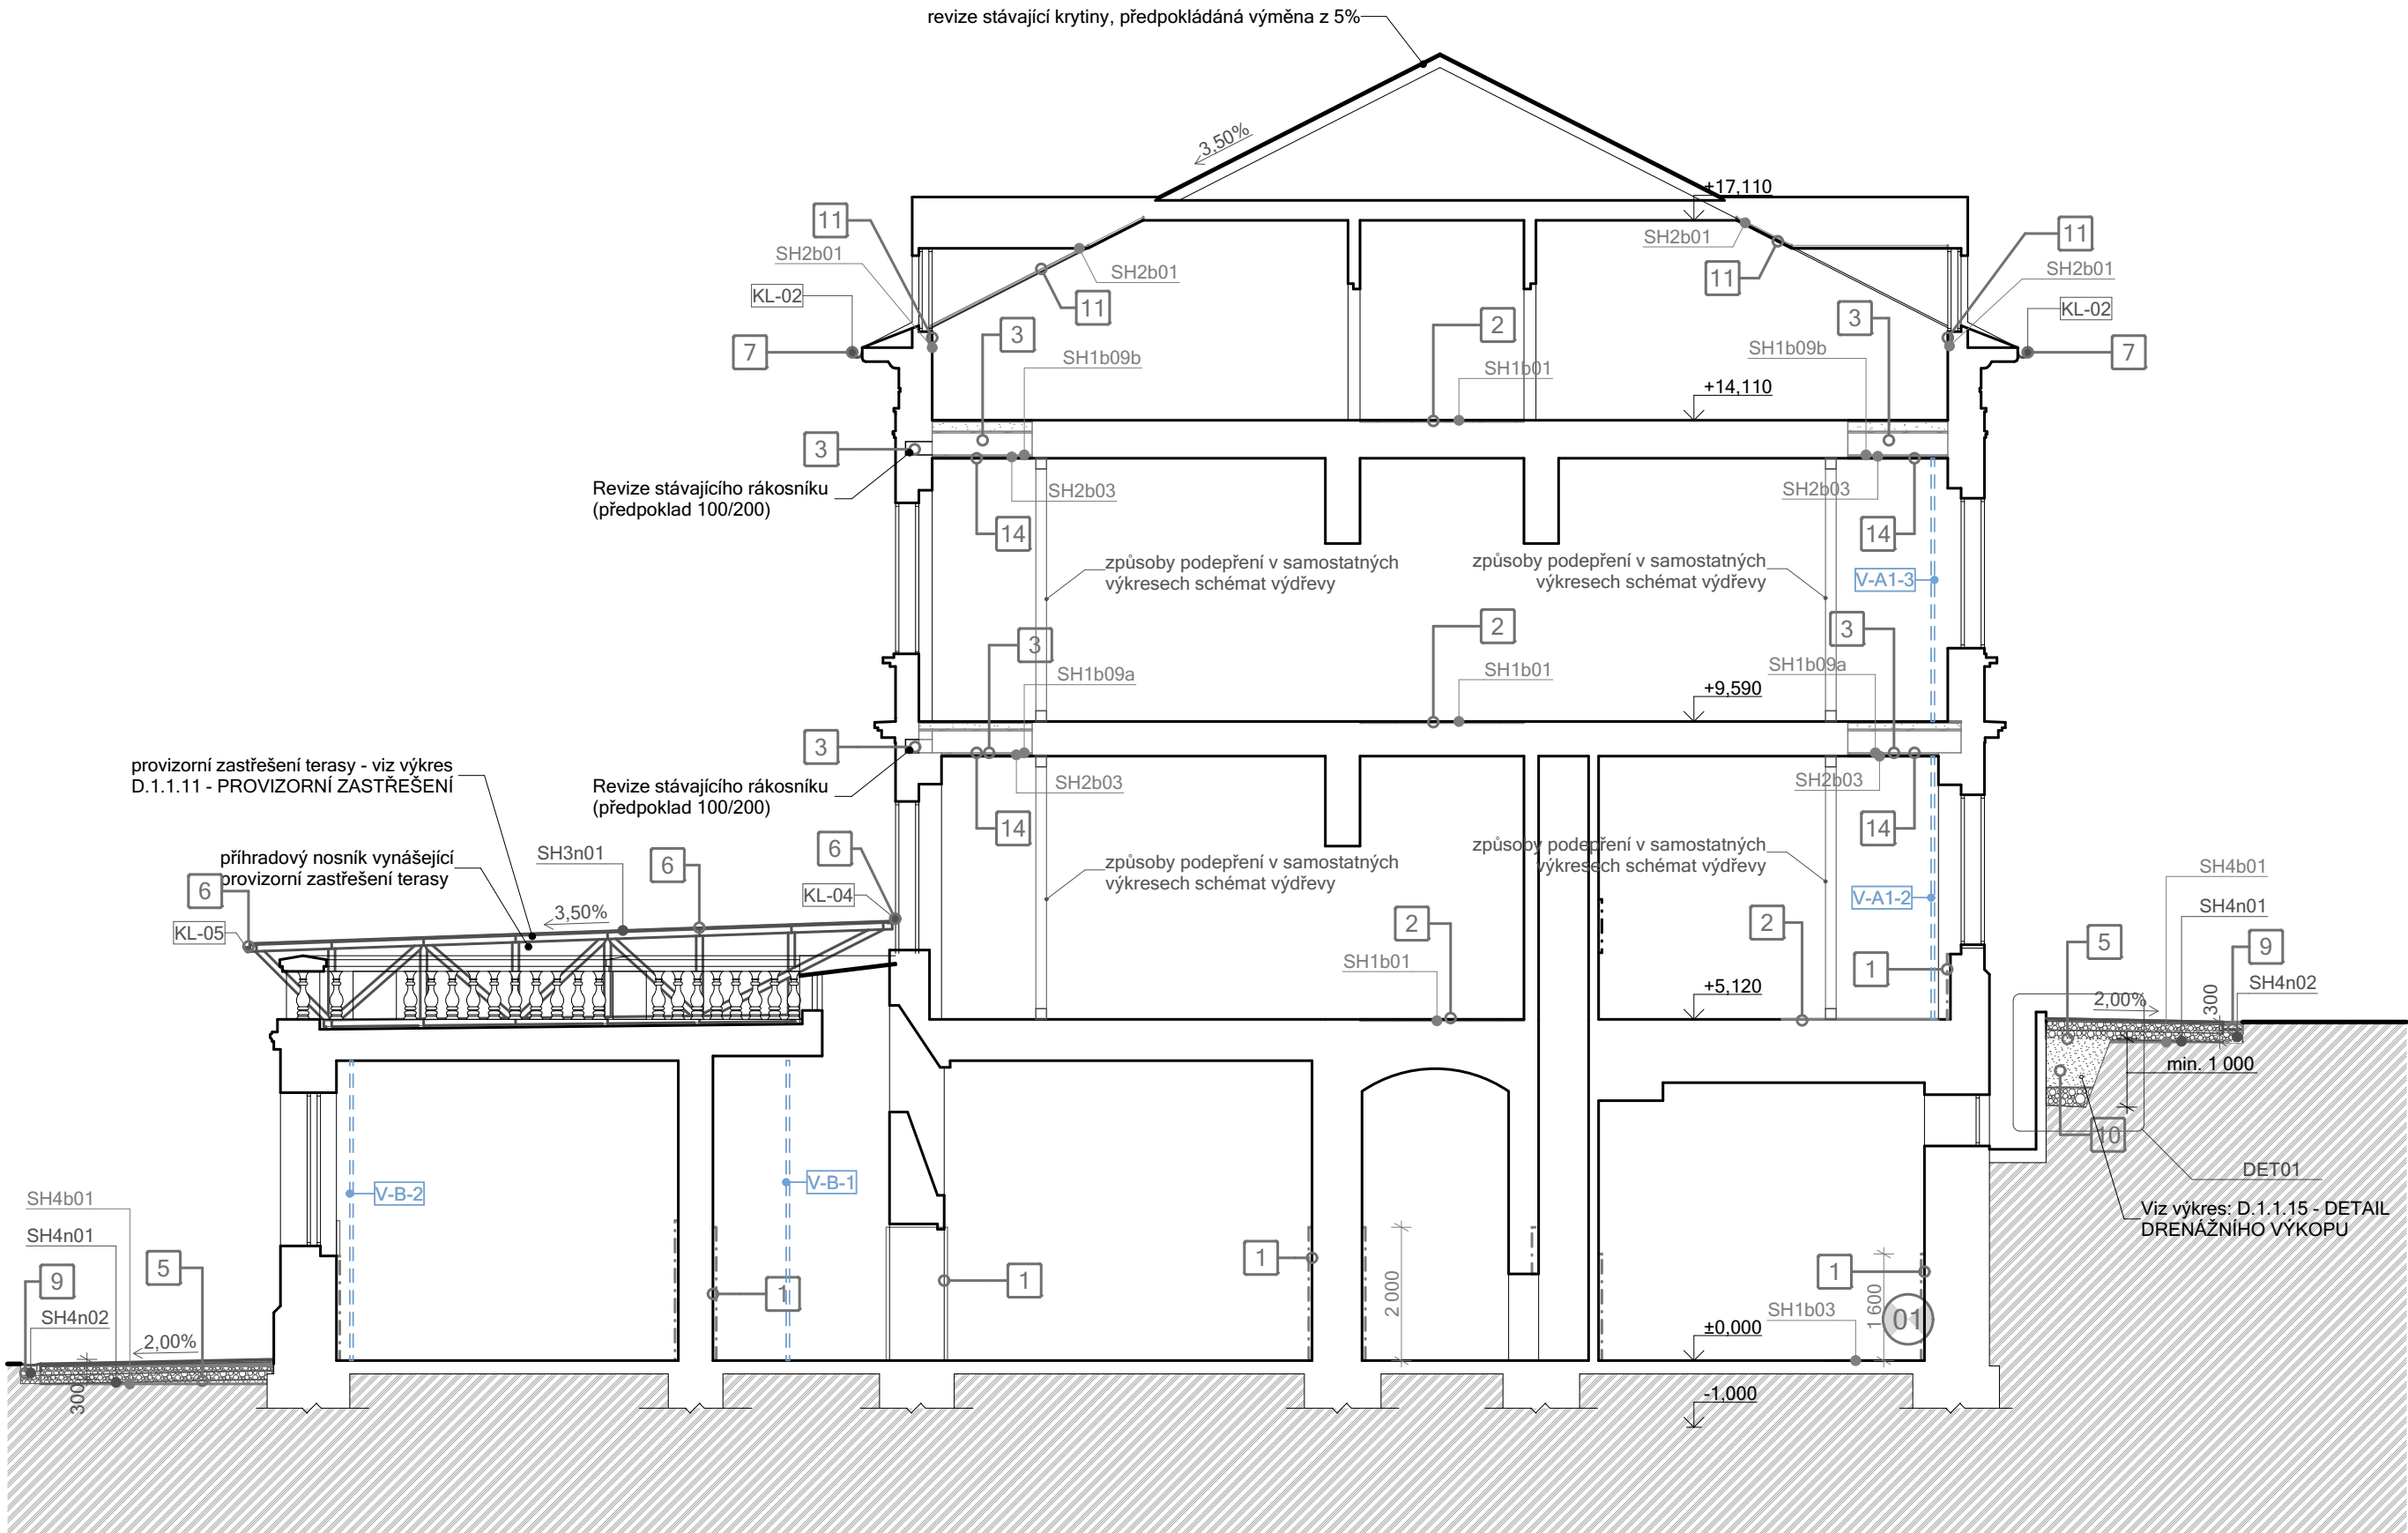 revize stávající krytiny, předpokládáná výměna z 5%
3,50%
+17,110
11
SH2b01
SH2b01
11
KL-02
7
3
SH1b09b
2
SH1b01
SH2b01
11
11
SH2b01
KL-02
3
7
SH1b09b
+14,110
3
Revize stávajícího rákosníku
(předpoklad 100/200)
SH2b03
14
SH2b03
14
způsoby podepření v samostatných
výkresech schémat výdřevy
způsoby podepření v samostatných
výkresech schémat výdřevy
V-A1-3
3
SH1b09a
2
SH1b01
3
SH1b09a
+9,590
3
Revize stávajícího rákosníku
(předpoklad 100/200)
SH2b03
14
SH2b03
14
způsoby podepření v samostatných
výkresech schémat výdřevy
způsoby podepření v samostatných
výkresech schémat výdřevy
V-A1-2
provizorní zastřešení terasy - viz výkres
D.1.1.11 - PROVIZORNÍ ZASTŘEŠENÍ
příhradový nosník vynášející
provizorní zastřešení terasy
6
KL-05
SH3n01
6
6
KL-04
3,50%
2
SH1b01
2
1
+5,120
SH4b01
SH4n01
5
9
SH4n02
2,00%
300
min. 1 000
10
DET01
Viz výkres: D.1.1.15 - DETAIL
DRENÁŽNÍHO VÝKOPU
V-B-2
V-B-1
SH4b01
SH4n01
9
5
SH4n02
2,00%
300
1
1
1
2 000
1
1 600
01
SH1b03
±0,000
-1,000